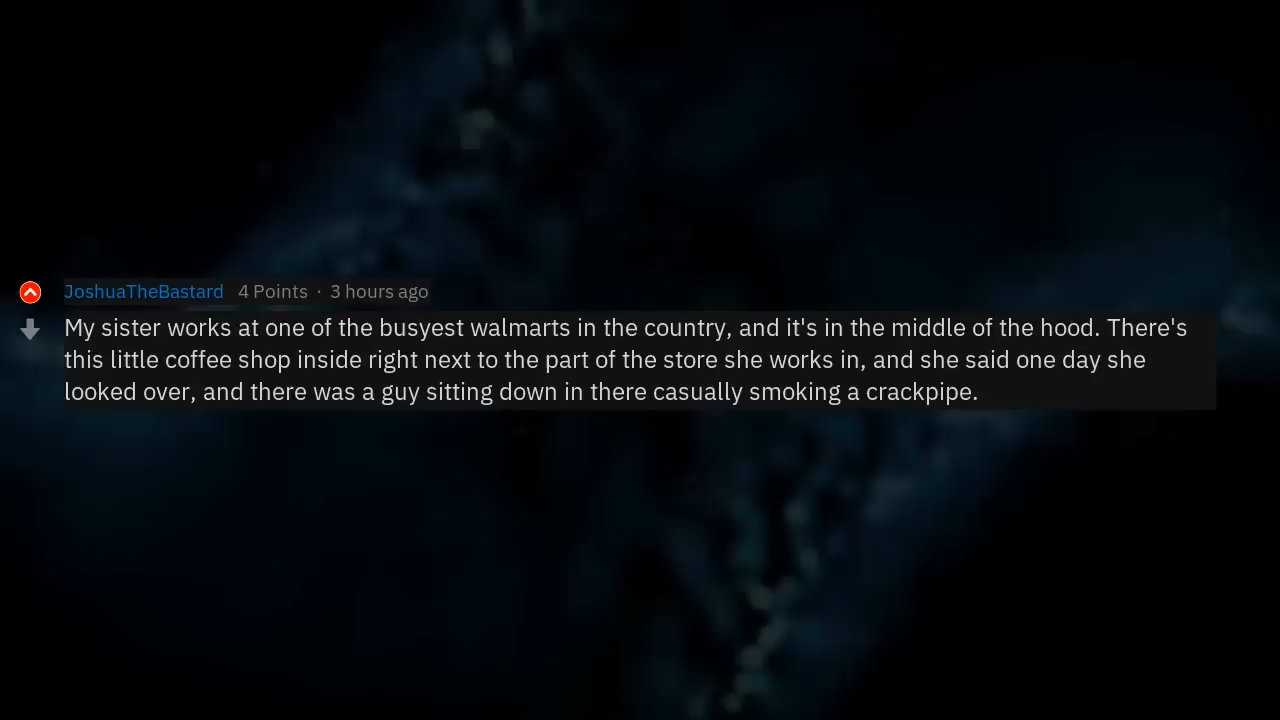 JoshuaTheBastard 4 Points · 3 hours ago
My sister works at one of the busyest walmarts in the country, and it's in the middle of the hood. There's
this little coffee shop inside right next to the part of the store she works in, and she said one day she
looked over, and there was a guy sitting down in there casually smoking a crackpipe.